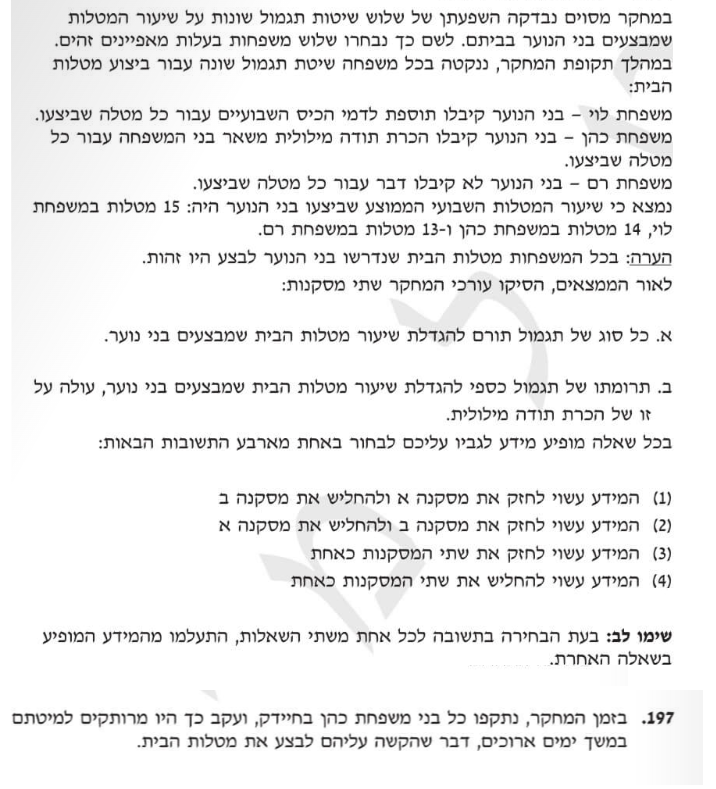 במחקר מסוים נבדקה השפעתן של שלוש שיטות תגמול שונות על שיעור המטלות
שמבצעים בני הנוער בביתם. לשם כך נבחרו שלוש משפחות בעלות מאפיינים זהים.
במהלך תקופת המחקר, ננקטה בכל משפחה שיטת תגמול שונה עבור ביצוע מטלות
הבית:
משפחת לוי – בני הנוער קיבלו תוספת לדמי הכיס השבועיים עבור כל מטלה שביצעו.
משפחת כהן – בני הנוער קיבלו הכרת תודה מילולית משאר בני המשפחה עבור כל
מטלה שביצעו.
משפחת רם – בני הנוער לא קיבלו דבר עבור כל מטלה שביצעו.
נמצא כי שיעור המטלות השבועי הממוצע שביצעו בני הנוער היה: 15 מטלות במשפחת
לוי, 14 מטלות במשפחת כהן ו-13 מטלות במשפחת רם.
הערה: בכל המשפחות מטלות הבית שנדרשו בני הנוער לבצע היו זהות.
לאור הממצאים, הסיקו עורכי המחקר שתי מסקנות:
א. כל סוג של תגמול תורם להגדלת שיעור מטלות הבית שמבצעים בני נוער.
ב. תרומתו של תגמול כספי להגדלת שיעור מטלות הבית שמבצעים בני נוער, עולה על
זו של הכרת תודה מילולית.
בכל שאלה מופיע מידע לגביו עליכם לבחור באחת מארבע התשובות הבאות:
(1) המידע עשוי לחזק את מסקנה א ולהחליש את מסקנה ב
(2) המידע עשוי לחזק את מסקנה ב ולהחליש את מסקנה א
(3) המידע עשוי לחזק את שתי המסקנות כאחת
(4) המידע עשוי להחליש את שתי המסקנות כאחת
שימו לב: בעת הבחירה בתשובה לכל אחת משתי השאלות, התעלמו מהמידע המופיע
בשאלה האחרת.
197. בזמן המחקר, נתקפו כל בני משפחת כהן בחיידק, ועקב כך היו מרותקים למיטתם
במשך ימים ארוכים, דבר שהקשה עליהם לבצע את מטלות הבית.